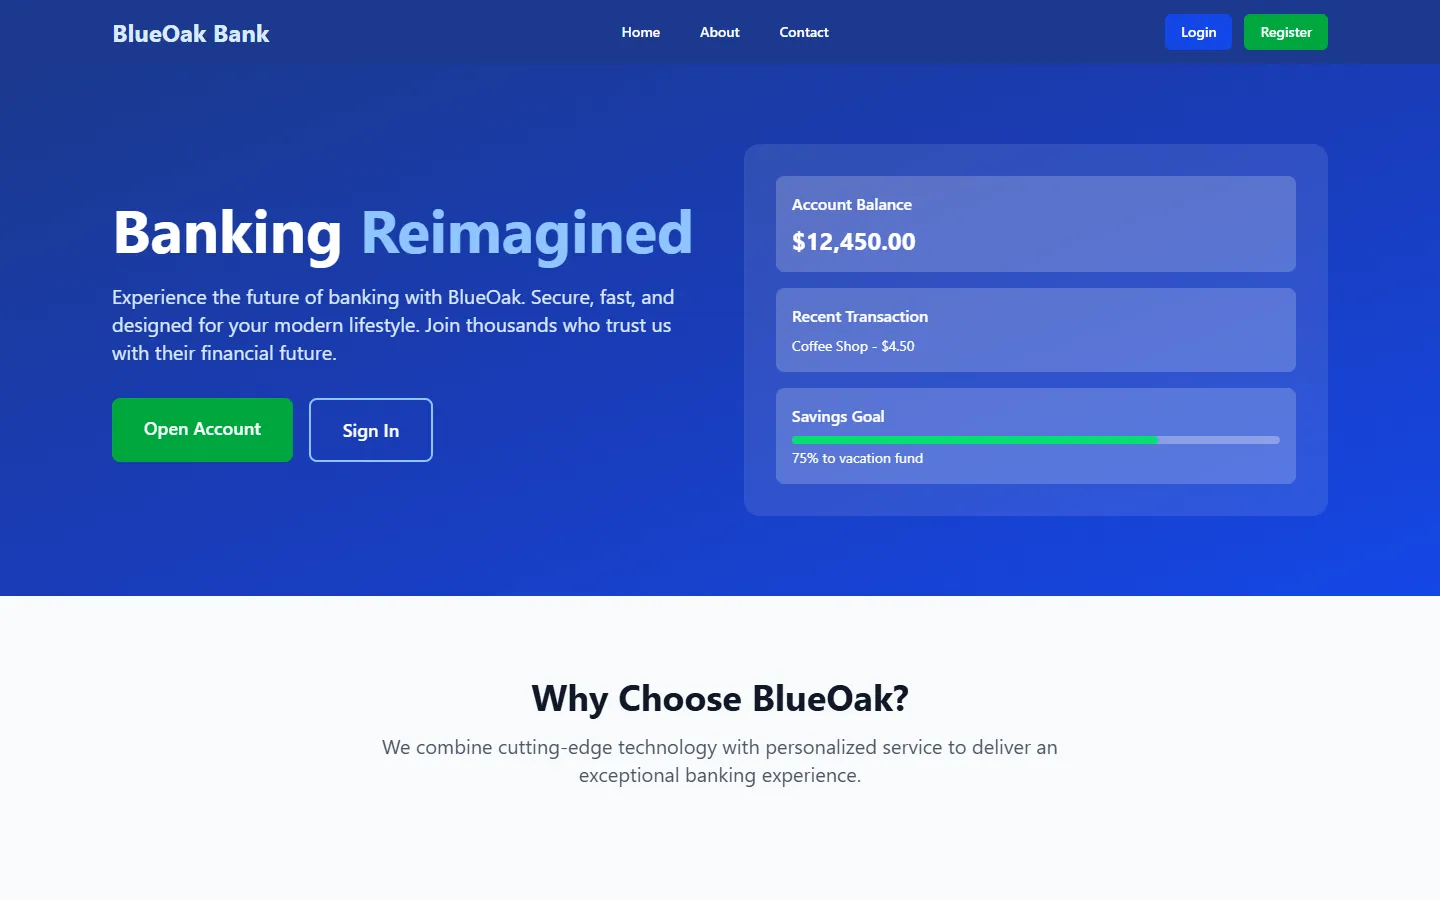 BlueOak Bank
Home
About
Contact
Login
Register
Banking Reimagined
Experience the future of banking with BlueOak. Secure, fast, and
designed for your modern lifestyle. Join thousands who trust us
with their financial future.
Open Account
Sign In
Account Balance
$12,450.00
Recent Transaction
Coffee Shop - $4.50
Savings Goal
75% to vacation fund
Why Choose BlueOak?
We combine cutting-edge technology with personalized service to deliver an
exceptional banking experience.